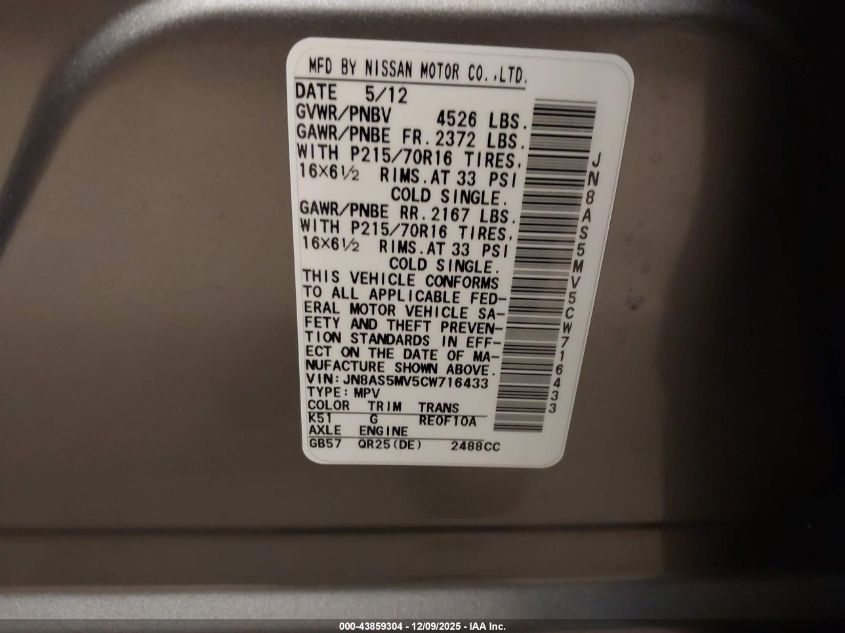 MFD BY NISSAN MOTOR CO.,LTD.
DATE 5/12
GVWR/PNBV 4526 LBS.
GAWR/PNBE FR. 2372 LBS.
WITH P215/70R16 TIRES,
16×6½ RIMS. AT 33 PSI
COLD SINGLE.
GAWR/PNBE RR. 2167 LBS.
WITH P215/70R16 TIRES,
16×6½ RIMS. AT 33 PSI
COLD SINGLE.
THIS VEHICLE CONFORMS
TO ALL APPLICABLE FED-
ERAL MOTOR VEHICLE SA-
FETY AND THEFT PREVEN-
TION STANDARDS IN EFF-
ECT ON THE DATE OF MA-
NUFACTURE SHOWN ABOVE.
VIN: JN8AS5MV5CW716433
TYPE: MPV
COLOR TRIM TRANS
K51 G RE0F10A
AXLE ENGINE
GB57 QR25(DE) 2488CC
JN8AS5MV5CW716433
000-43859304 | 12/09/2025 - IAA Inc.